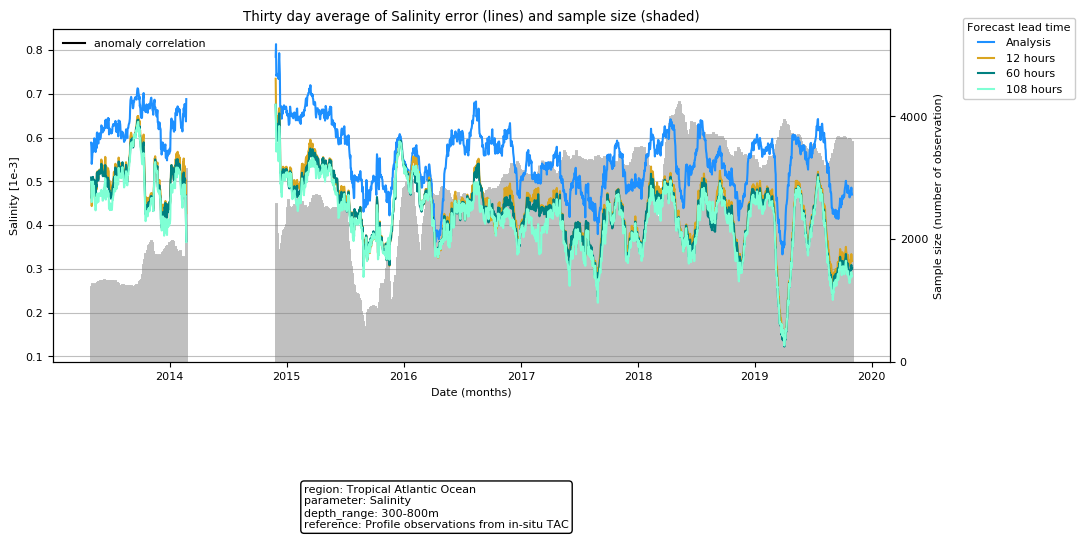 Thirty day average of Salinity error (lines) and sample size (shaded)
anomaly correlation
Forecast lead time
Analysis
12 hours
60 hours
108 hours
Salinity [1e-3]
0.8
0.7
0.6
0.5
0.4
0.3
0.2
0.1
4000
2000
0
Sample size (number of observation)
2014 2015 2016 2017 2018 2019 2020
Date (months)
region: Tropical Atlantic Ocean
parameter: Salinity
depth_range: 300-800m
reference: Profile observations from in-situ TAC